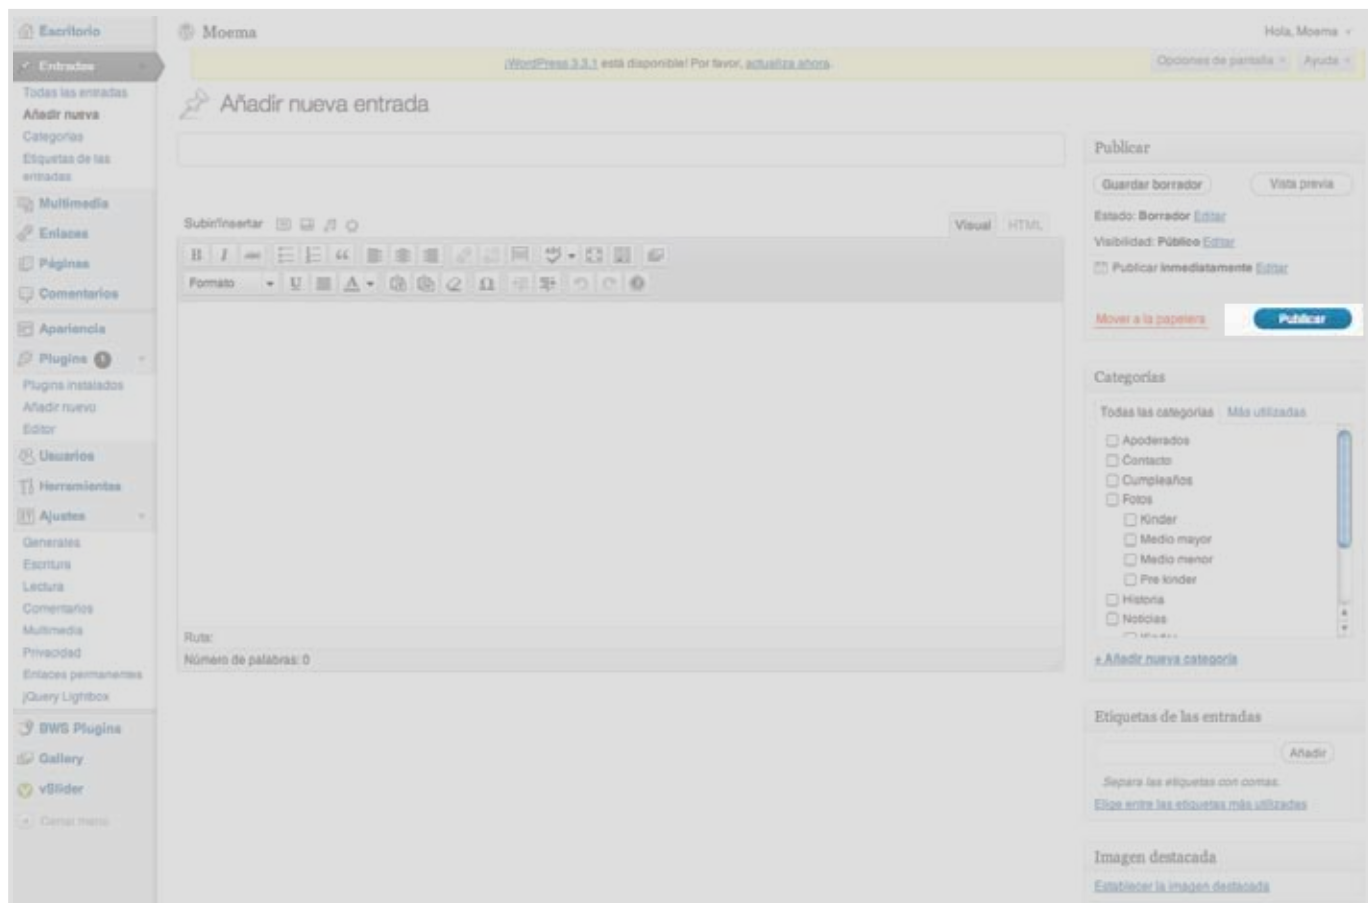 Escritorio
Entradas
Todas las entradas
Añadir nueva
Categorías
Etiquetas de las
entradas
Multimedia
Enlaces
Páginas
Comentarios
Apariencia
Plugins 1
Plugins instalados
Añadir nuevo
Editor
Usuarios
Herramientas
Ajustes
Generales
Escritura
Lectura
Comentarios
Multimedia
Privacidad
Enlaces permanentes
jQuery Lightbox
BWS Plugins
Gallery
vSlider
Cerrar menú
Moema
Hola, Moema
¡WordPress 3.3.1 está disponible! Por favor, actualiza ahora.
Opciones de pantalla Ayuda
Añadir nueva entrada
Subir/Insertar
Visual HTML
B I ABC
Formato U A Ω
Ruta:
Número de palabras: 0
Publicar
Guardar borrador Vista previa
Estado: Borrador Editar
Visibilidad: Público Editar
Publicar inmediatamente Editar
Mover a la papelera Publicar
Categorías
Todas las categorías Más utilizadas
Apoderados
Contacto
Cumpleaños
Fotos
Kinder
Medio mayor
Medio menor
Pre kinder
Historia
Noticias
Kinder
+ Añadir nueva categoría
Etiquetas de las entradas
Añadir
Separa las etiquetas con comas.
Elige entre las etiquetas más utilizadas
Imagen destacada
Establecer la imagen destacada